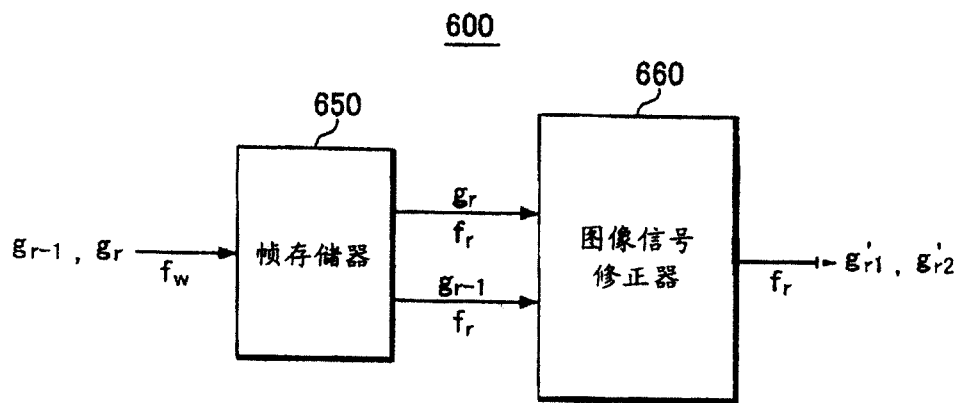 600
650
660
g_{r-1} , g_r
f_w
帧存储器
g_r
f_r
g_{r-1}
f_r
图像信号
修正器
f_r
g'_{r1} , g'_{r2}